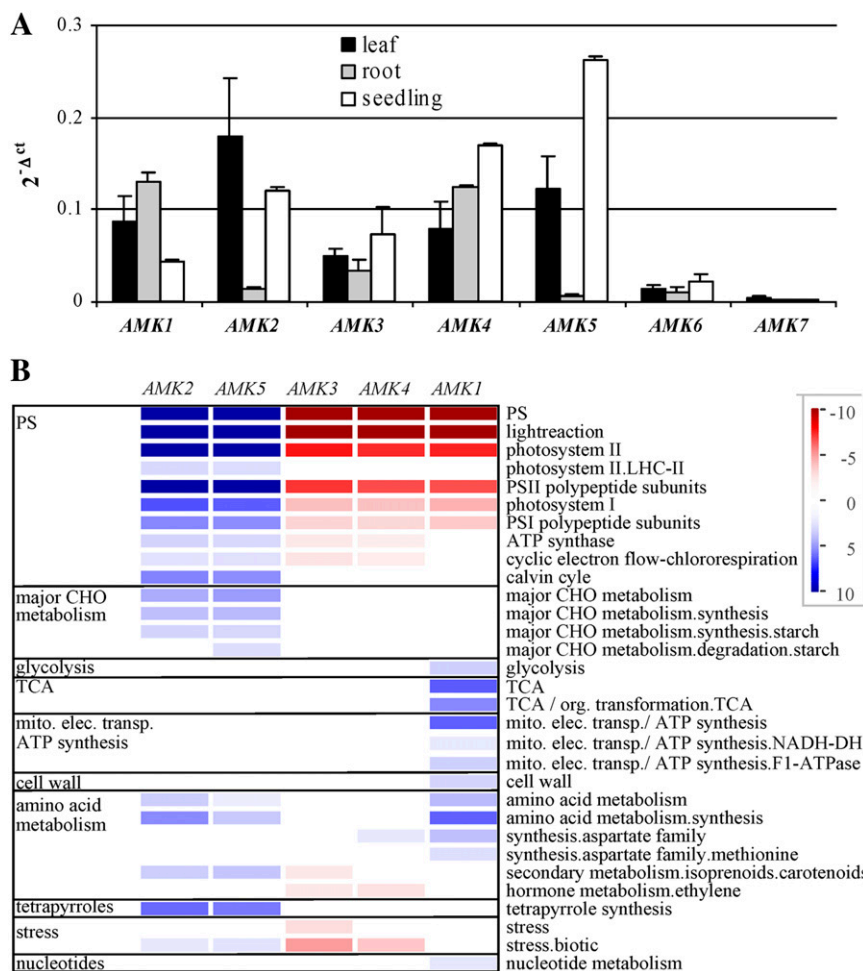 A
0.3
0.2
0.1
0
2^-Δct
leaf
root
seedling
AMK1 AMK2 AMK3 AMK4 AMK5 AMK6 AMK7
B
AMK2 AMK5 AMK3 AMK4 AMK1
PS PS
lightreaction
photosystem II
photosystem II.LHC-II
PSII polypeptide subunits
photosystem I
PSI polypeptide subunits
ATP synthase
cyclic electron flow-chlororespiration
calvin cyle
major CHO metabolism
major CHO metabolism
major CHO metabolism.synthesis
major CHO metabolism.synthesis.starch
major CHO metabolism.degradation.starch
glycolysis glycolysis
TCA TCA
TCA / org. transformation.TCA
mito. elec. transp.
ATP synthesis
mito. elec. transp./ ATP synthesis
mito. elec. transp./ ATP synthesis.NADH-DH
mito. elec. transp./ ATP synthesis.F1-ATPase
cell wall cell wall
amino acid
metabolism
amino acid metabolism
amino acid metabolism.synthesis
synthesis.aspartate family
synthesis.aspartate family.methionine
secondary metabolism.isoprenoids.carotenoids
hormone metabolism.ethylene
tetrapyrroles tetrapyrrole synthesis
stress stress
stress.biotic
nucleotides nucleotide metabolism
-10
-5
0
5
10